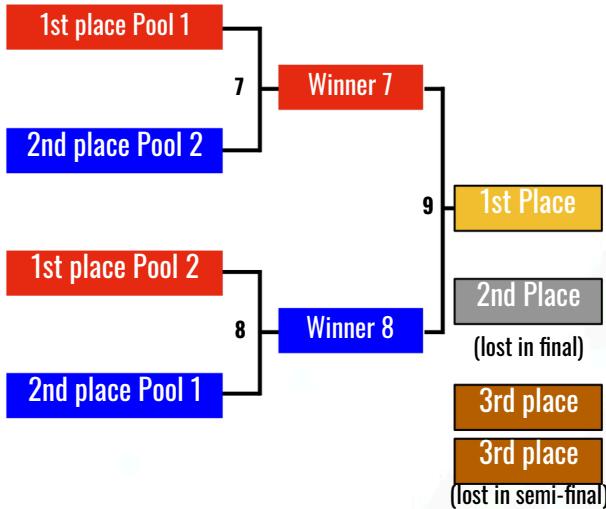 1st place Pool 1
7
Winner 7
2nd place Pool 2
9
1st Place
1st place Pool 2
2nd Place
8
Winner 8
(lost in final)
2nd place Pool 1
3rd place
3rd place
(lost in semi-final)